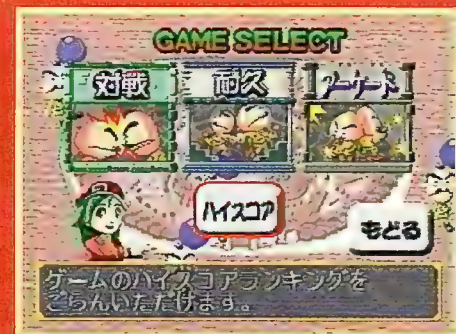 GAME SELECT
対戦
耐久
アーケード
ハイスコア
もどる
ゲームのハイスコアランキングを
ごらんいただけます。